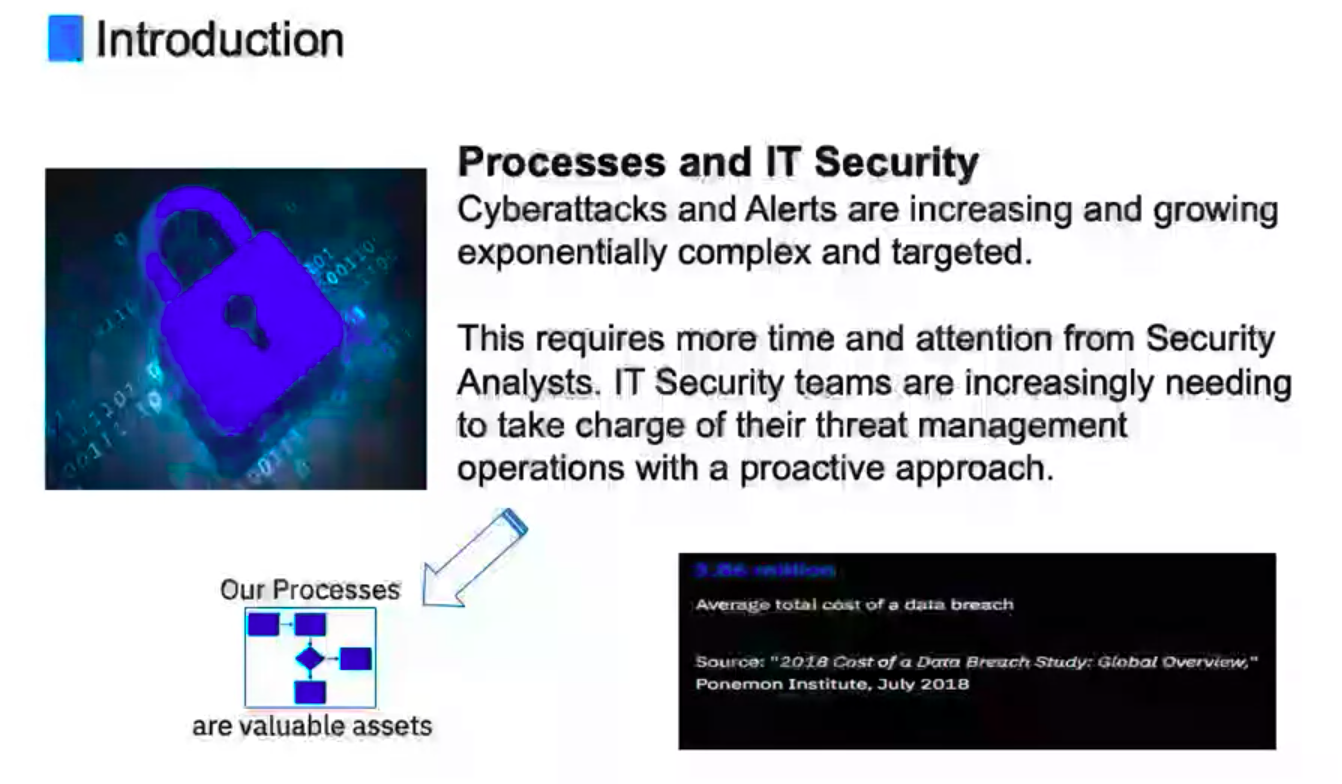 Introduction
Processes and IT Security
Cyberattacks and Alerts are increasing and growing
exponentially complex and targeted.
This requires more time and attention from Security
Analysts. IT Security teams are increasingly needing
to take charge of their threat management
operations with a proactive approach.
Our Processes
are valuable assets
million
Average total cost of a data breach
Source: "2018 Cost of a Data Breach Study: Global Overview,"
Ponemon Institute, July 2018